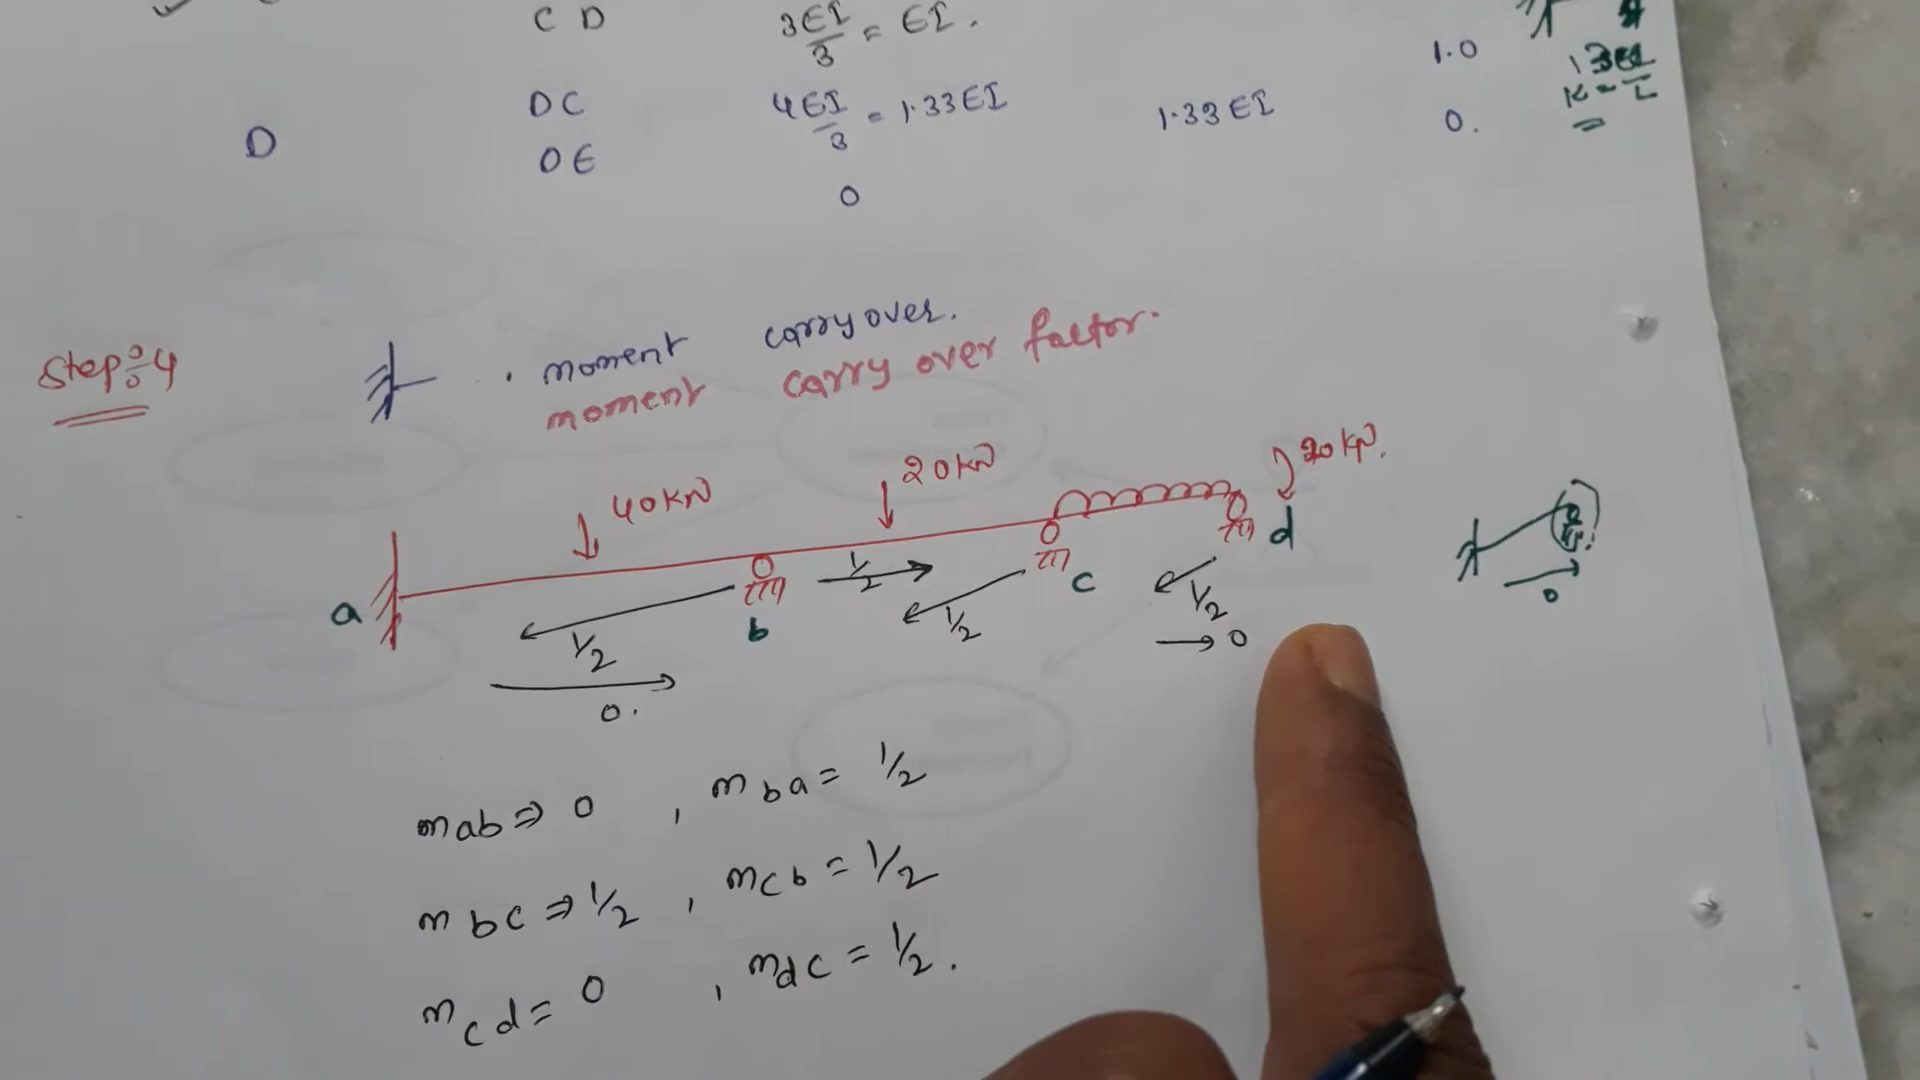 C D 3EI/3 = EI.
1.0
DC 4EI/3 = 1.33EI 1.33EI
D
DE 0.
0
Step:4 . moment carryover.
moment carry over factor.
40KN 20KN 20KN.
a b c d
1/2 1/2 1/2 1/2
0. 0 0
mab ⇒ 0 , mba = 1/2
mbc ⇒ 1/2 , mcb = 1/2
mcd = 0 , mdc = 1/2.